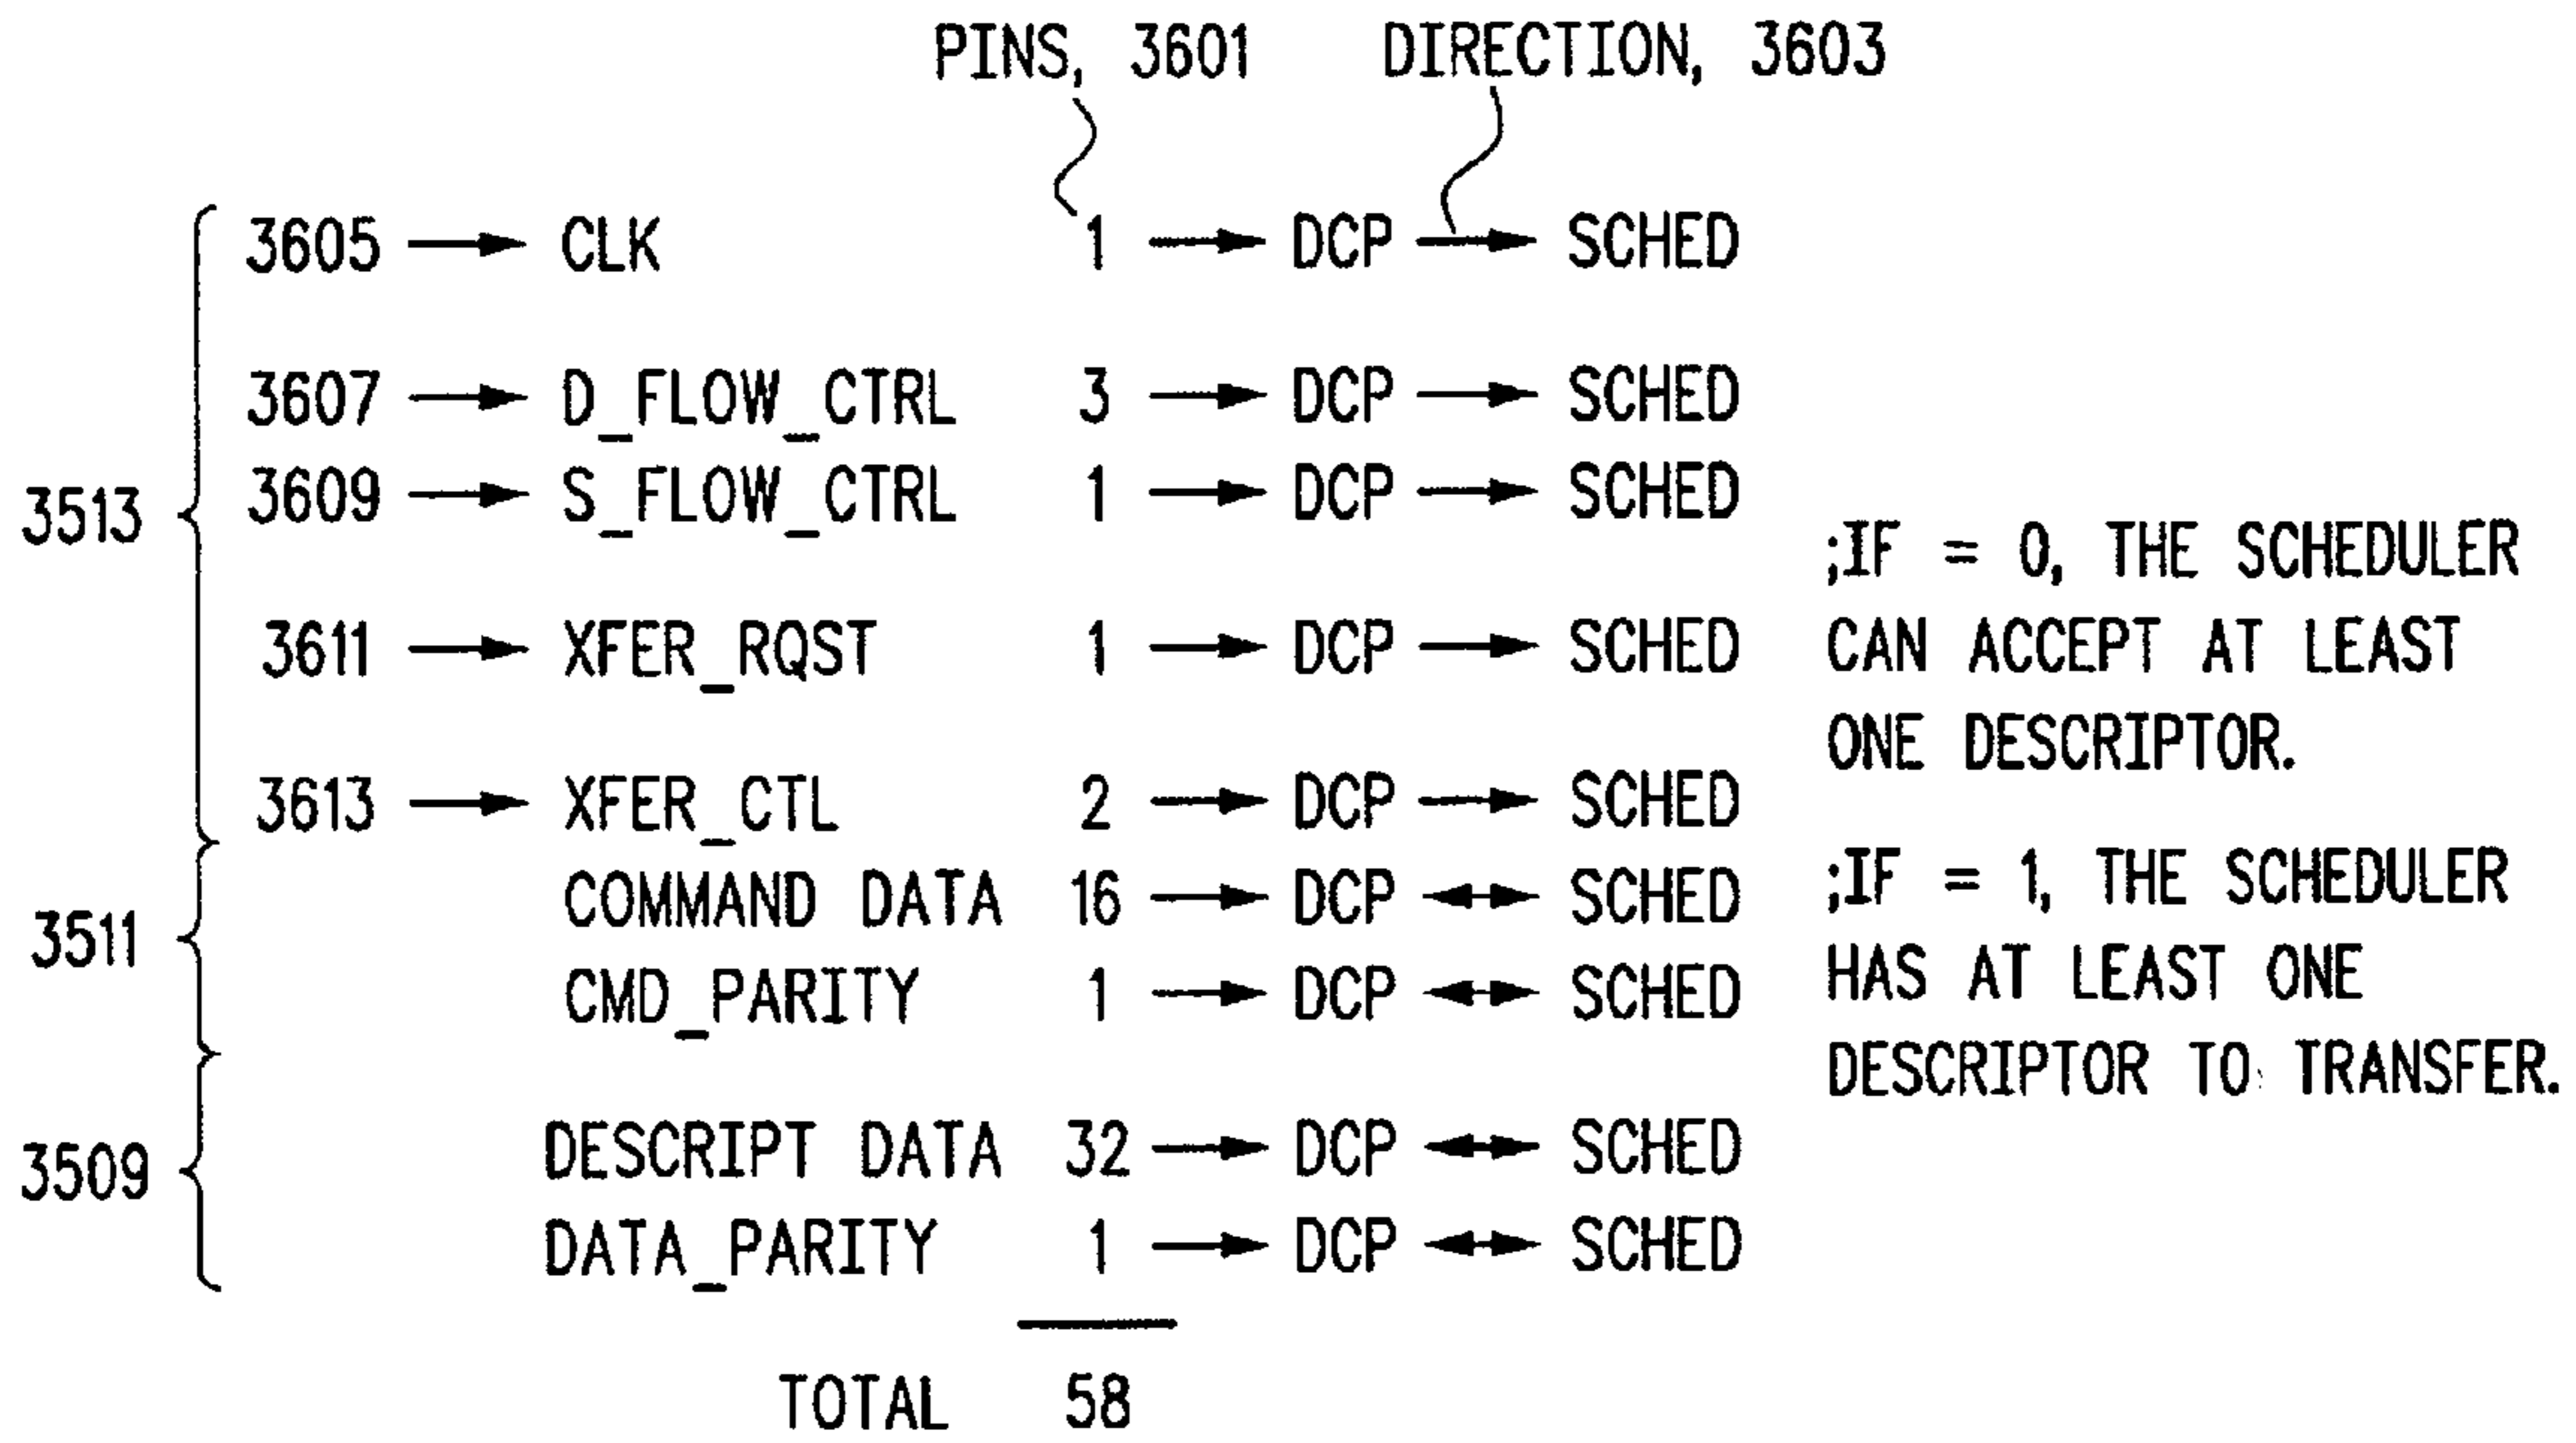 PINS, 3601 DIRECTION, 3603
3605 → CLK 1 → DCP → SCHED
3607 → D_FLOW_CTRL 3 → DCP → SCHED
3609 → S_FLOW_CTRL 1 → DCP → SCHED
3513
;IF = 0, THE SCHEDULER
3611 → XFER_RQST 1 → DCP → SCHED CAN ACCEPT AT LEAST
ONE DESCRIPTOR.
3613 → XFER_CTL 2 → DCP → SCHED
COMMAND DATA 16 → DCP ↔ SCHED ;IF = 1, THE SCHEDULER
3511
CMD_PARITY 1 → DCP ↔ SCHED HAS AT LEAST ONE
DESCRIPTOR TO TRANSFER.
DESCRIPT DATA 32 → DCP ↔ SCHED
3509
DATA_PARITY 1 → DCP ↔ SCHED
TOTAL 58